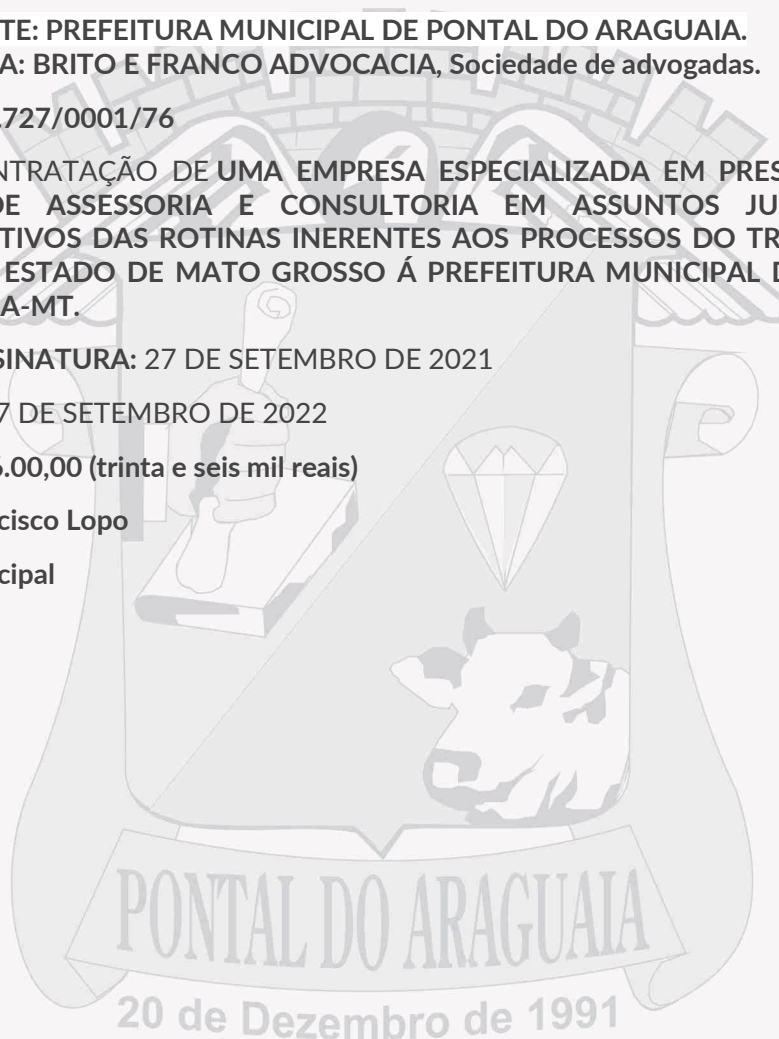 TE: PREFEITURA MUNICIPAL DE PONTAL DO ARAGUAIA.
A: BRITO E FRANCO ADVOCACIA, Sociedade de advogadas.
.727/0001/76
NTRATAÇÃO DE UMA EMPRESA ESPECIALIZADA EM PRES
DE ASSESSORIA E CONSULTORIA EM ASSUNTOS JU
TIVOS DAS ROTINAS INERENTES AOS PROCESSOS DO TR
ESTADO DE MATO GROSSO Á PREFEITURA MUNICIPAL D
A-MT.
SINATURA: 27 DE SETEMBRO DE 2021
7 DE SETEMBRO DE 2022
6.00,00 (trinta e seis mil reais)
cisco Lopo
cipal
PONTAL DO ARAGUAIA
20 de Dezembro de 1991